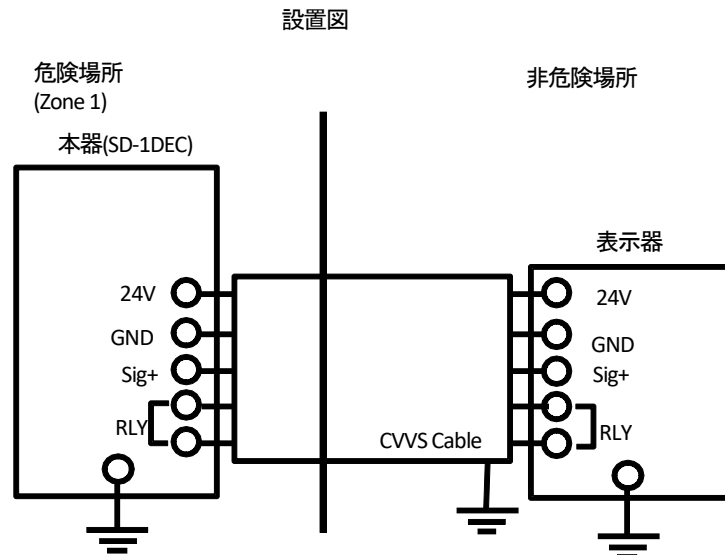 設置図
危険場所
(Zone 1)
非危険場所
本器(SD-1DEC)
表示器
24V
GND
Sig+
RLY
CVVS Cable
24V
GND
Sig+
RLY